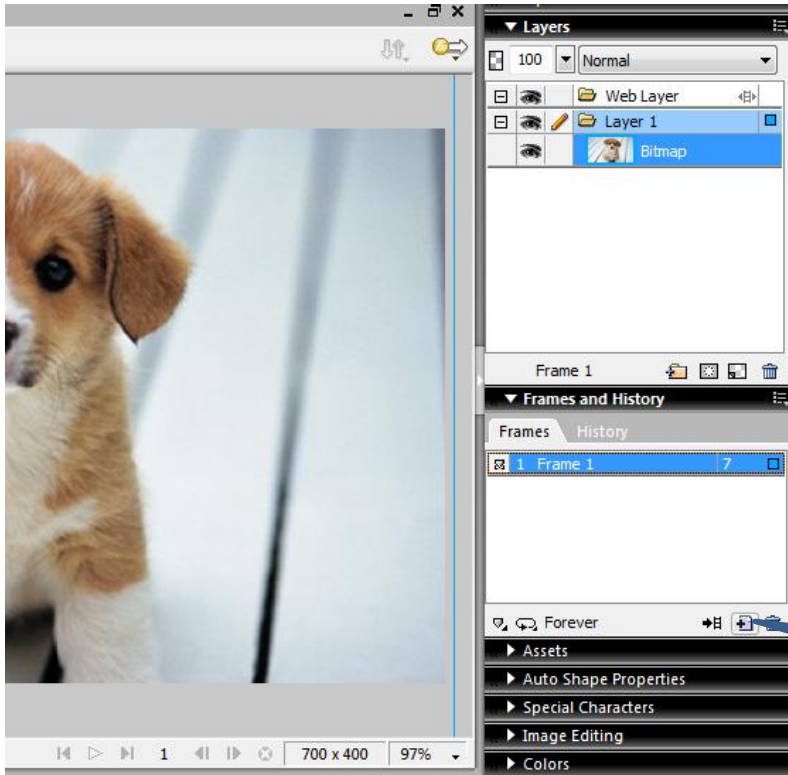 Layers
100 Normal
Web Layer
Layer 1
Bitmap
Frame 1
Frames and History
Frames History
1 Frame 1 7
Forever
Assets
Auto Shape Properties
Special Characters
Image Editing
Colors
1 700 x 400 97%